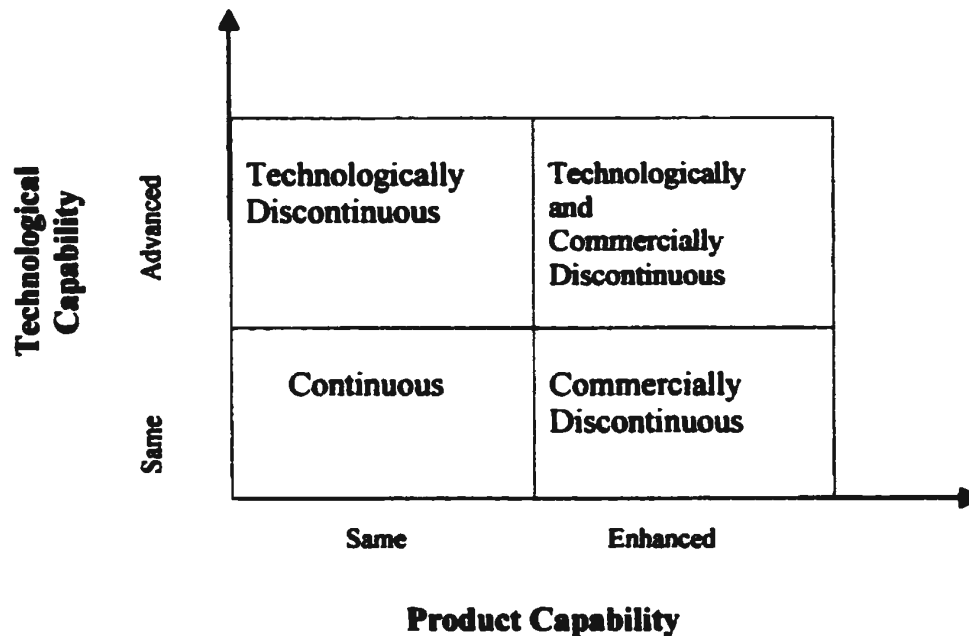 Technological
Capability
Advanced
Same
Technologically
Discontinuous
Technologically
and
Commercially
Discontinuous
Continuous
Commercially
Discontinuous
Same
Enhanced
Product Capability